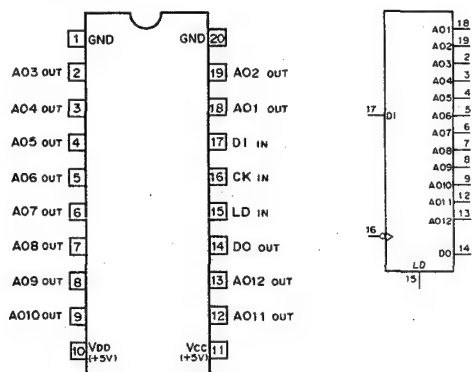 1 GND GND 20
AO3 OUT 2 19 AO2 OUT
AO4 OUT 3 18 AO1 OUT
AO5 OUT 4 17 DI IN
AO6 OUT 5 16 CK IN
AO7 OUT 6 15 LD IN
AO8 OUT 7 14 DO OUT
AO9 OUT 8 13 AO12 OUT
AO10 OUT 9 12 AO11 OUT
10 VDD VCC 11
(+5V) (+5V)
AO1 18
AO2 19
AO3 2
AO4 3
AO5 4
17 DI AO6 5
AO7 6
AO8 7
AO9 8
AO10 9
AO11 12
AO12 13
16
DO 14
LD
15